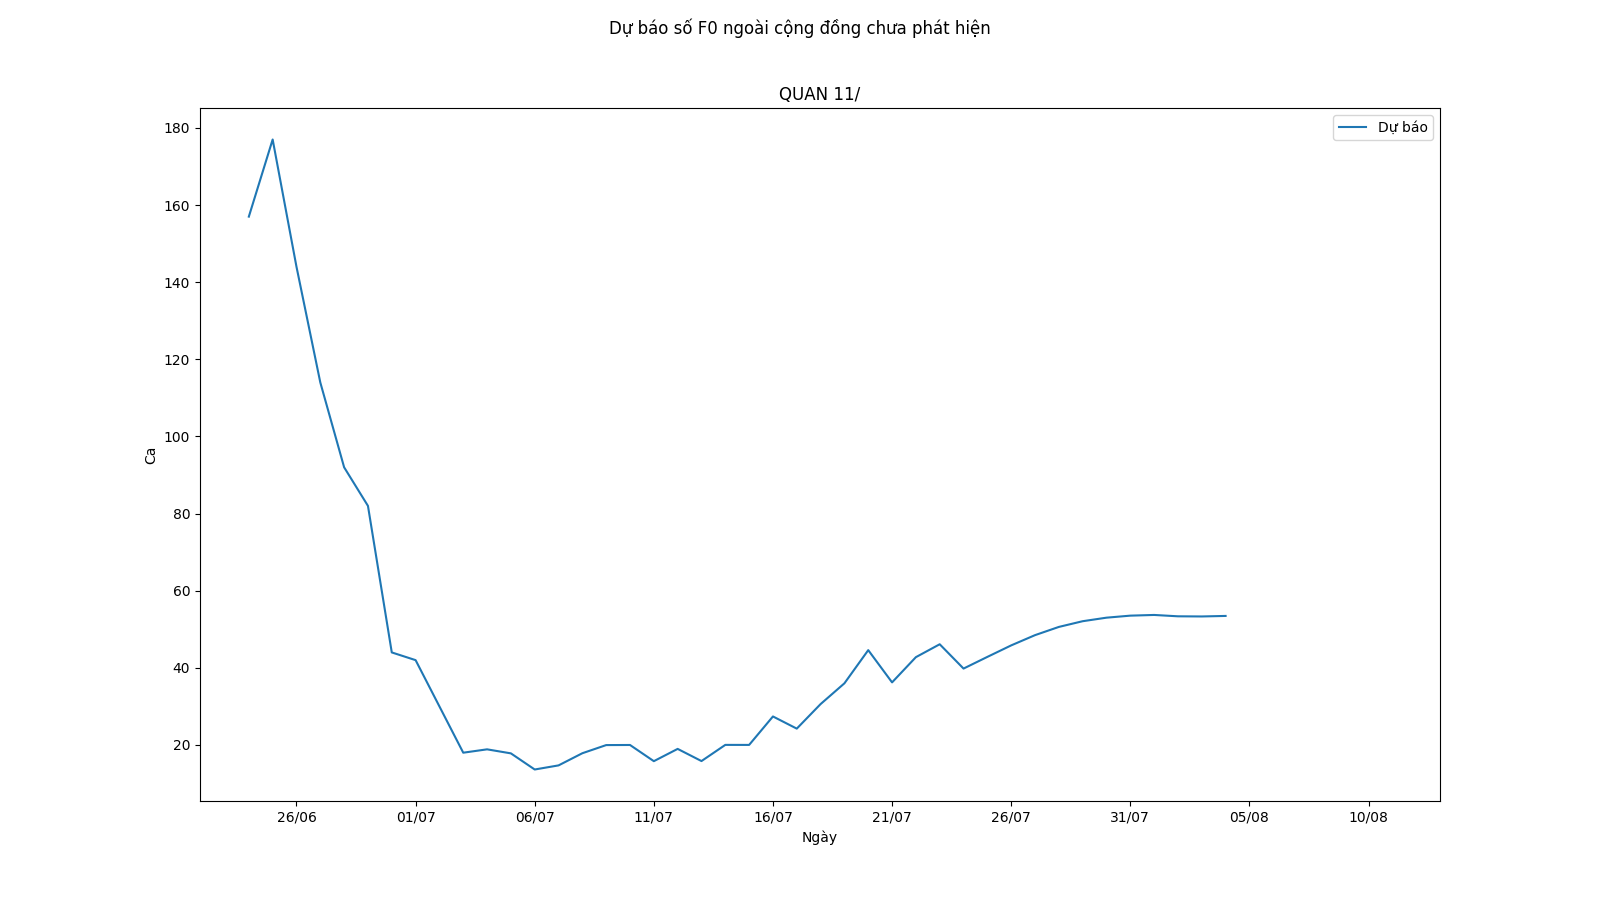 Dự báo số F0 ngoài cộng đồng chưa phát hiện
QUAN 11/
Dự báo
180
160
140
120
100
80
60
40
20
Ca
26/06 01/07 06/07 11/07 16/07 21/07 26/07 31/07 05/08 10/08
Ngày